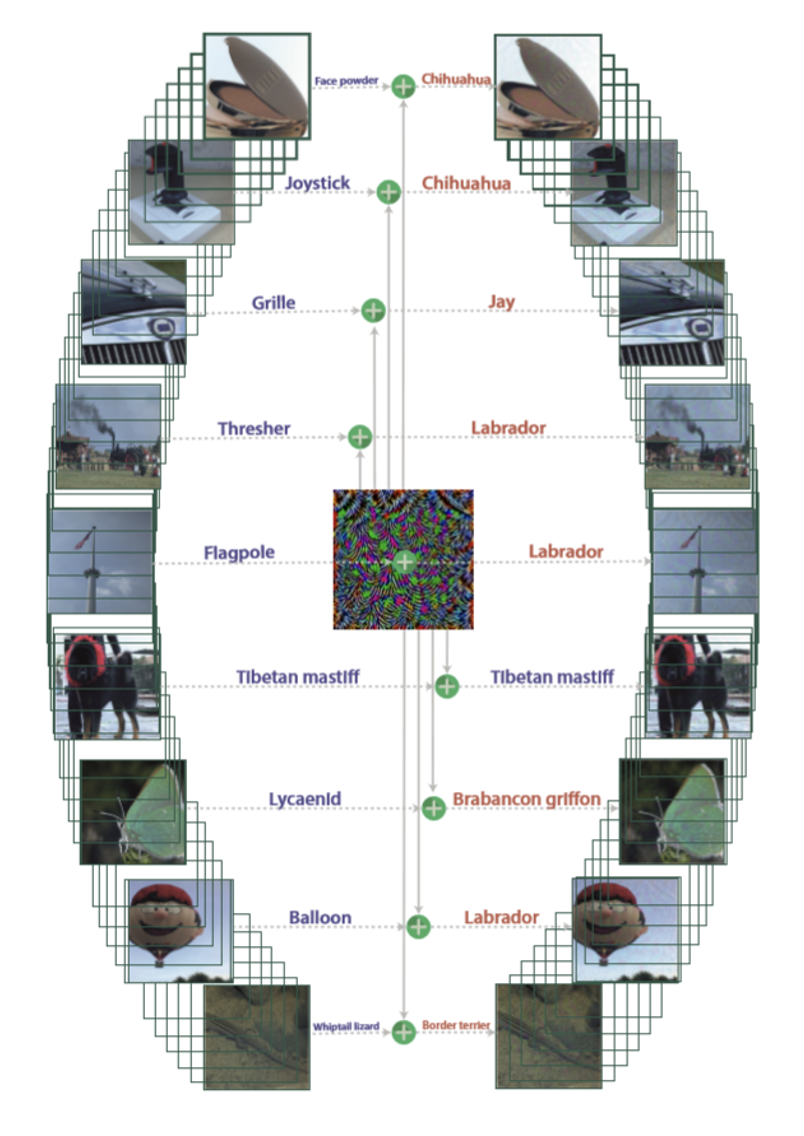 Face powder Chihuahua
Joystick Chihuahua
Grille Jay
Thresher Labrador
Flagpole Labrador
Tibetan mastiff Tibetan mastiff
Lycaenid Brabancon griffon
Balloon Labrador
Whiptail lizard Border terrier